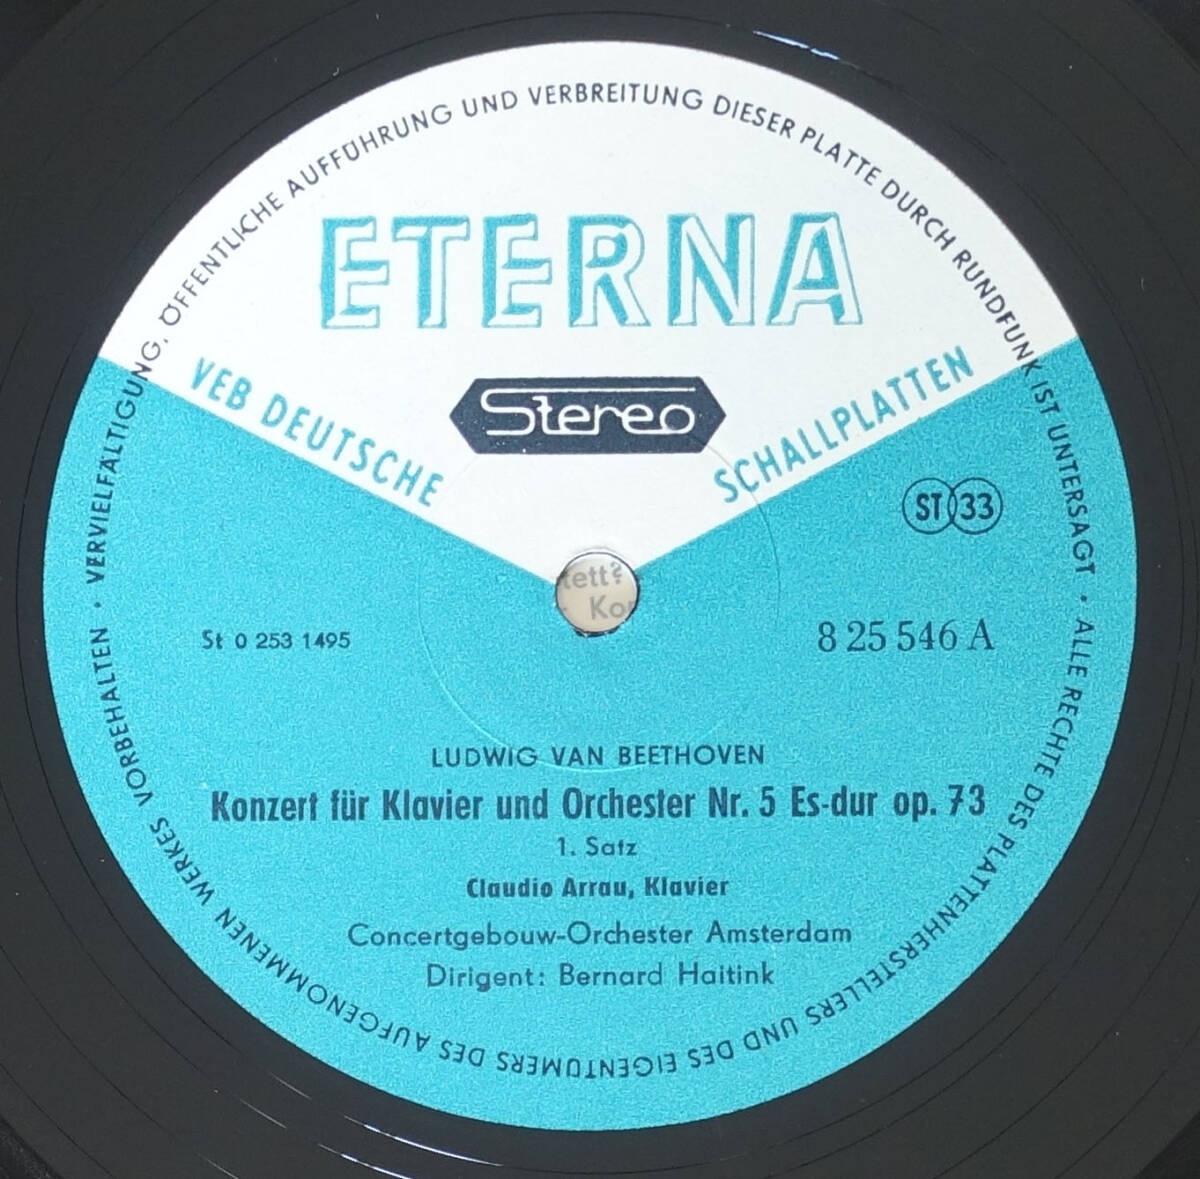 VERVIELFÄLTIGUNG, ÖFFENTLICHE AUFFÜHRUNG UND VERBREITUNG DIESER PLATTE DURCH RUNDFUNK IST UNTERSAGT · ALLE RECHTE DES PLATTENHERSTELLERS UND DES EIGENTÜMERS DES AUFGENOMMENEN WERKES VORBEHALTEN ·
ETERNA
VEB DEUTSCHE SCHALLPLATTEN
Stereo
ST 33
tett?
St 0 253 1495
8 25 546 A
LUDWIG VAN BEETHOVEN
Konzert für Klavier und Orchester Nr. 5 Es-dur op. 73
1. Satz
Claudio Arrau, Klavier
Concertgebouw-Orchester Amsterdam
Dirigent: Bernard Haitink